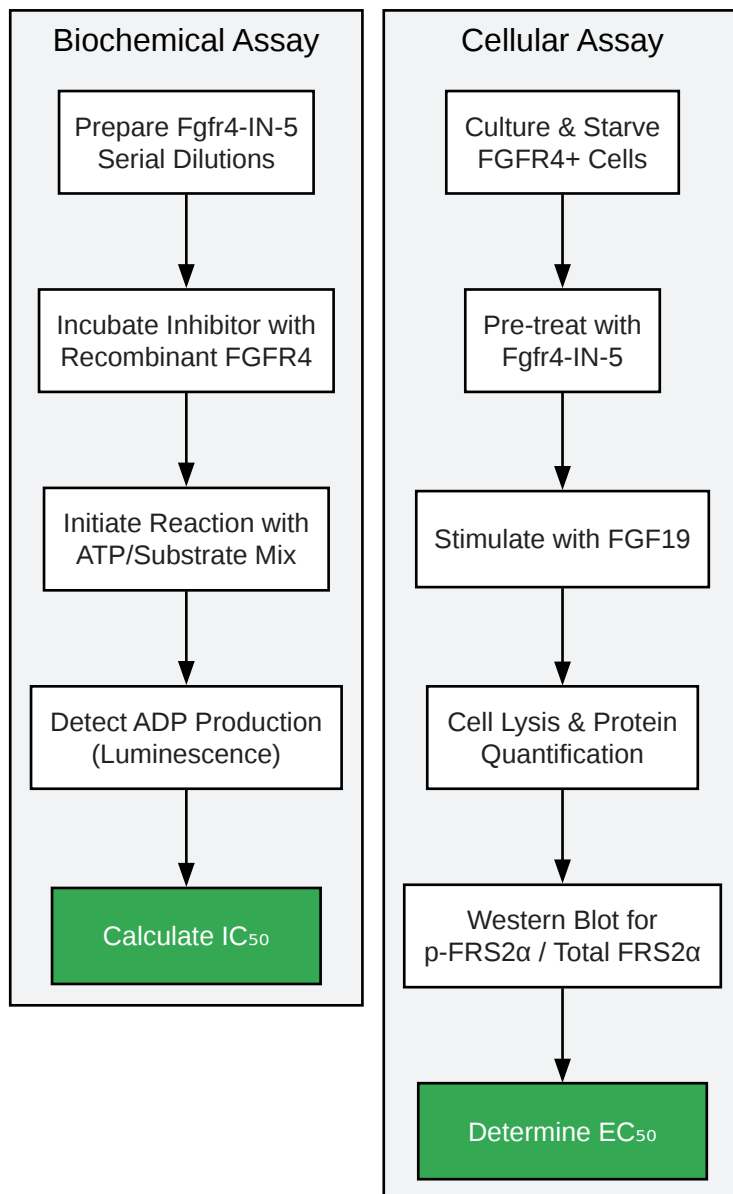 Biochemical Assay
Prepare Fgfr4-IN-5
Serial Dilutions
Incubate Inhibitor with
Recombinant FGFR4
Initiate Reaction with
ATP/Substrate Mix
Detect ADP Production
(Luminescence)
Calculate IC₅₀
Cellular Assay
Culture & Starve
FGFR4+ Cells
Pre-treat with
Fgfr4-IN-5
Stimulate with FGF19
Cell Lysis & Protein
Quantification
Western Blot for
p-FRS2α / Total FRS2α
Determine EC₅₀